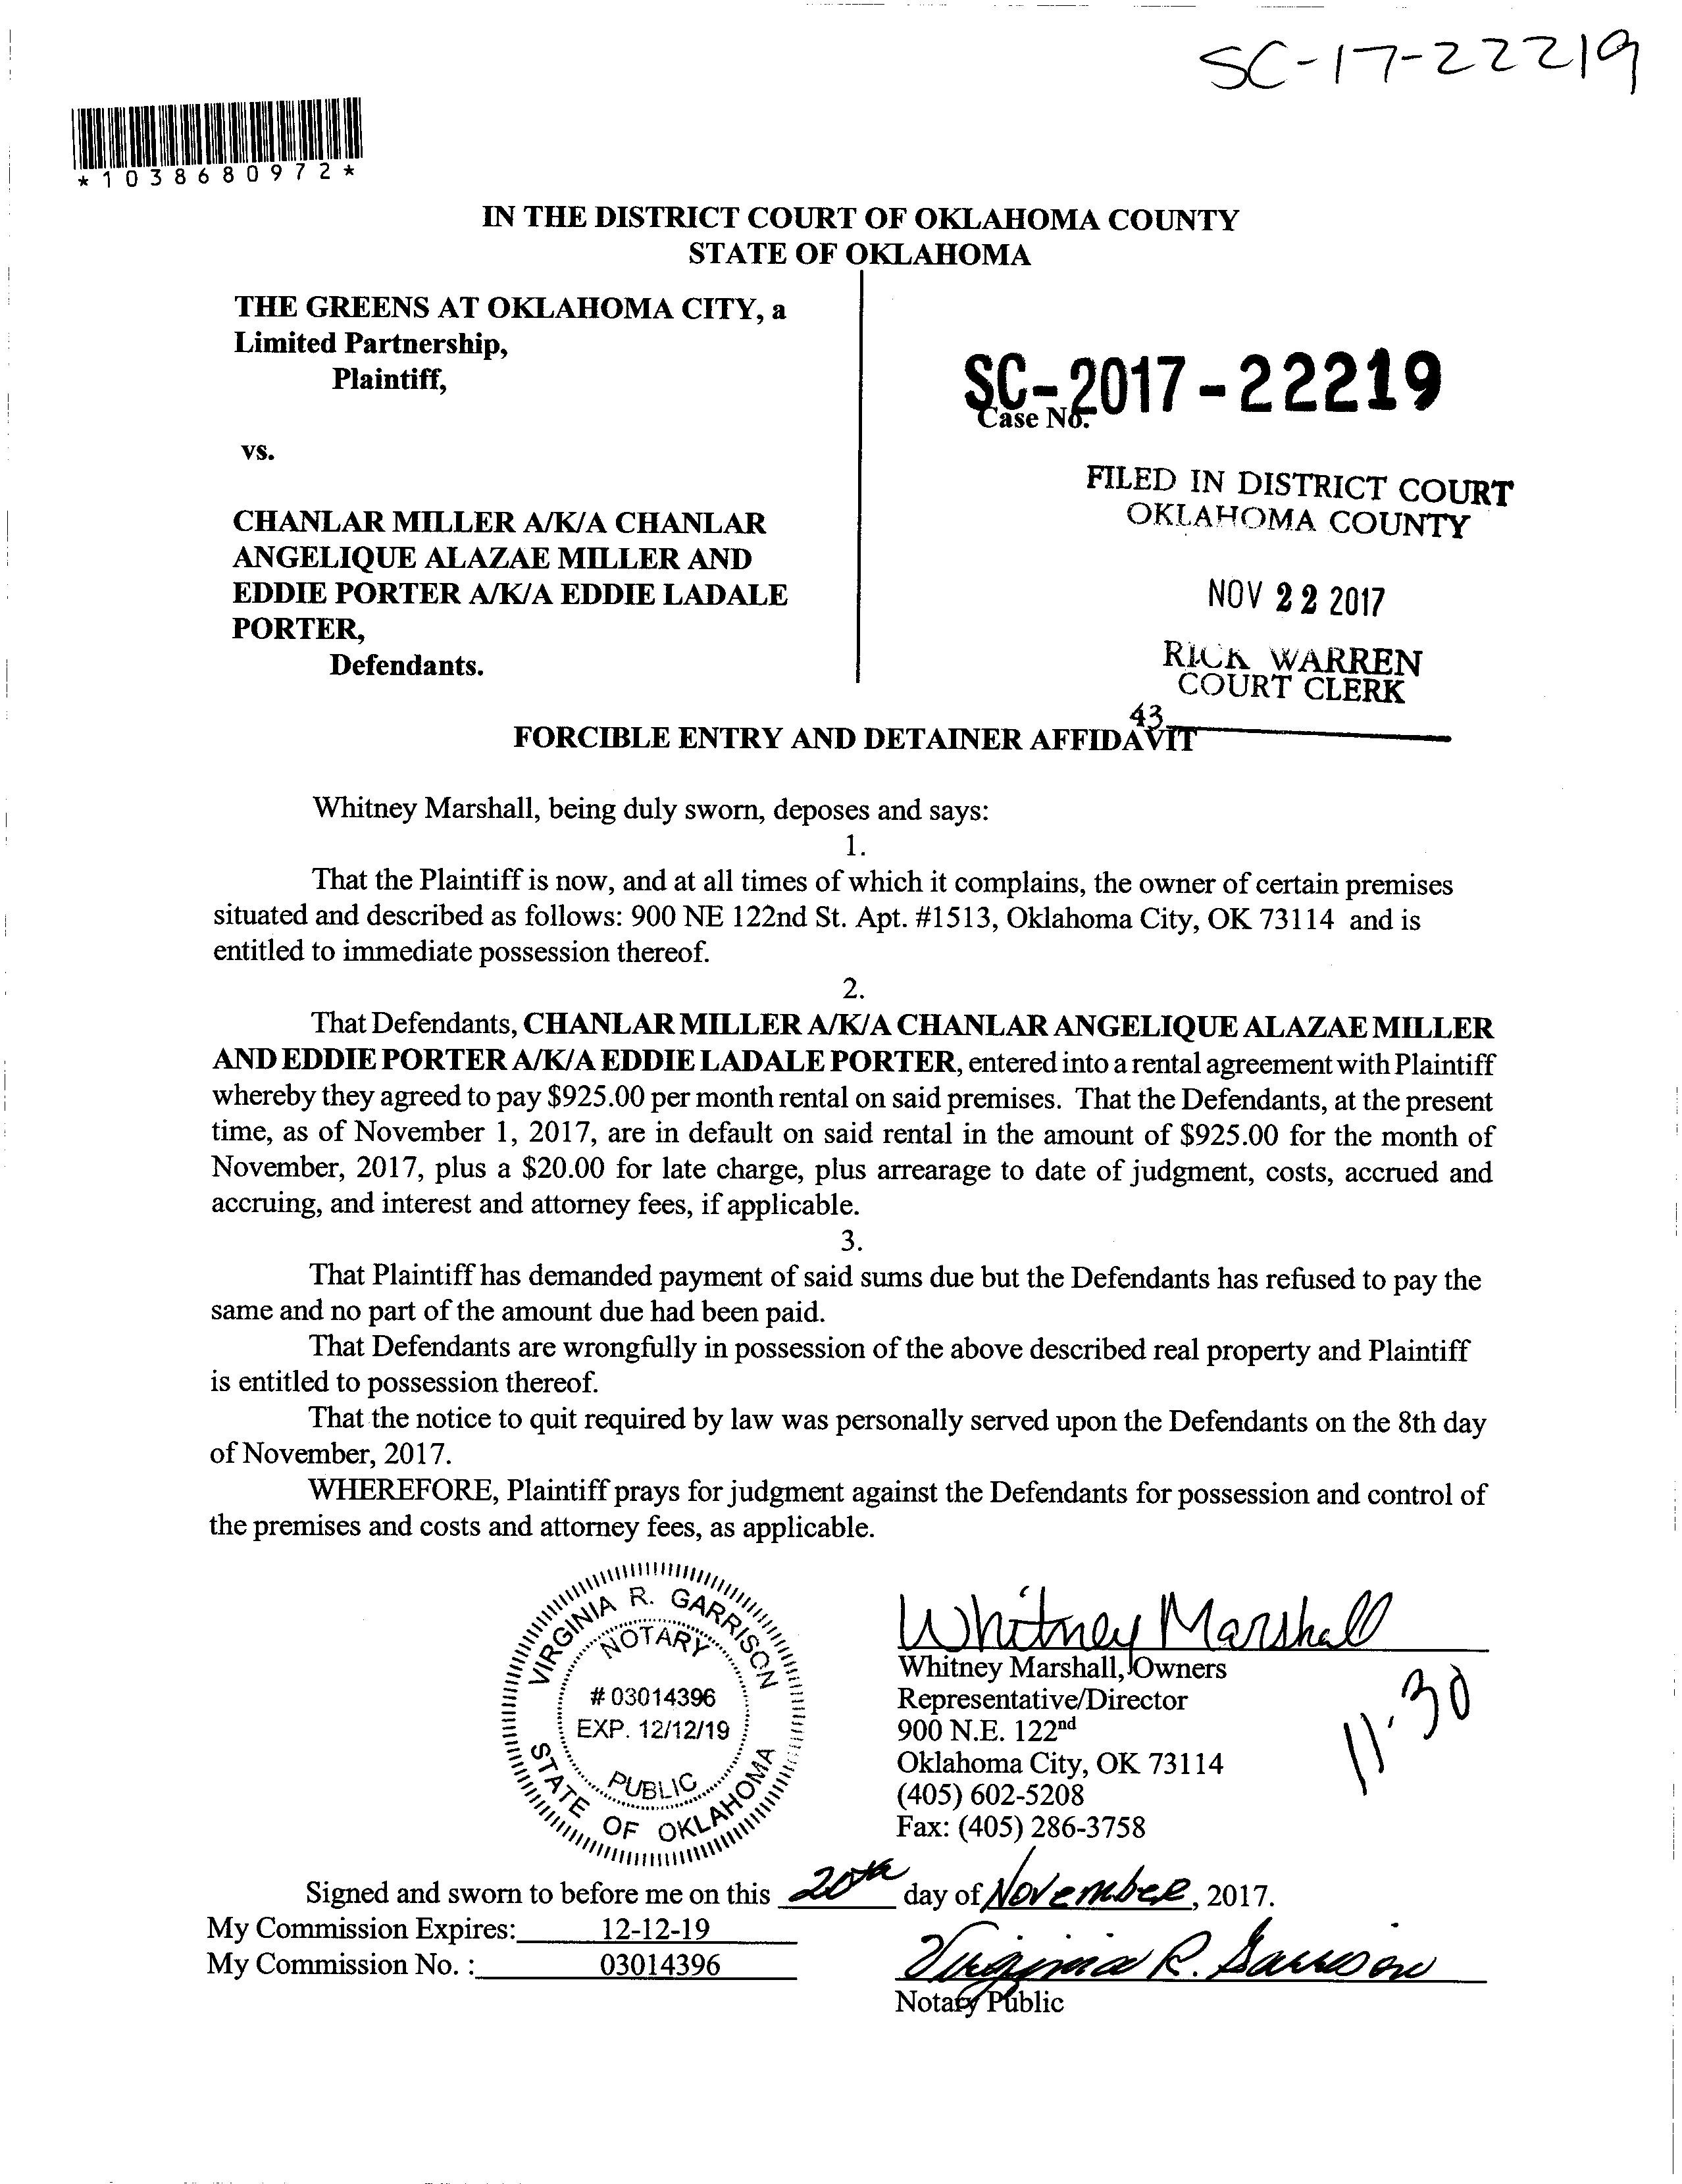 SC-17-22219
*1038680972*
IN THE DISTRICT COURT OF OKLAHOMA COUNTY
STATE OF OKLAHOMA
THE GREENS AT OKLAHOMA CITY, a
Limited Partnership,
Plaintiff,
vs.
CHANLAR MILLER A/K/A CHANLAR
ANGELIQUE ALAZAE MILLER AND
EDDIE PORTER A/K/A EDDIE LADALE
PORTER,
Defendants.
SC-2017-22219
Case No.
FILED IN DISTRICT COURT
OKLAHOMA COUNTY
NOV 22 2017
RICK WARREN
COURT CLERK
43
FORCIBLE ENTRY AND DETAINER AFFIDAVIT
Whitney Marshall, being duly sworn, deposes and says:
1.
That the Plaintiff is now, and at all times of which it complains, the owner of certain premises
situated and described as follows: 900 NE 122nd St. Apt. #1513, Oklahoma City, OK 73114 and is
entitled to immediate possession thereof.
2.
That Defendants, CHANLAR MILLER A/K/A CHANLAR ANGELIQUE ALAZAE MILLER
AND EDDIE PORTER A/K/A EDDIE LADALE PORTER, entered into a rental agreement with Plaintiff
whereby they agreed to pay $925.00 per month rental on said premises. That the Defendants, at the present
time, as of November 1, 2017, are in default on said rental in the amount of $925.00 for the month of
November, 2017, plus a $20.00 for late charge, plus arrearage to date of judgment, costs, accrued and
accruing, and interest and attorney fees, if applicable.
3.
That Plaintiff has demanded payment of said sums due but the Defendants has refused to pay the
same and no part of the amount due had been paid.
That Defendants are wrongfully in possession of the above described real property and Plaintiff
is entitled to possession thereof.
That the notice to quit required by law was personally served upon the Defendants on the 8th day
of November, 2017.
WHEREFORE, Plaintiff prays for judgment against the Defendants for possession and control of
the premises and costs and attorney fees, as applicable.
VIRGINIA R. GARRISON
NOTARY
# 03014396
EXP. 12/12/19
PUBLIC
STATE OF OKLAHOMA
Whitney Marshall
Whitney Marshall, Owners
Representative/Director
900 N.E. 122nd
Oklahoma City, OK 73114
(405) 602-5208
Fax: (405) 286-3758
11.30
Signed and sworn to before me on this 20th day of November, 2017.
My Commission Expires: 12-12-19
My Commission No. : 03014396
Virginia R. Garrison
Notary Public